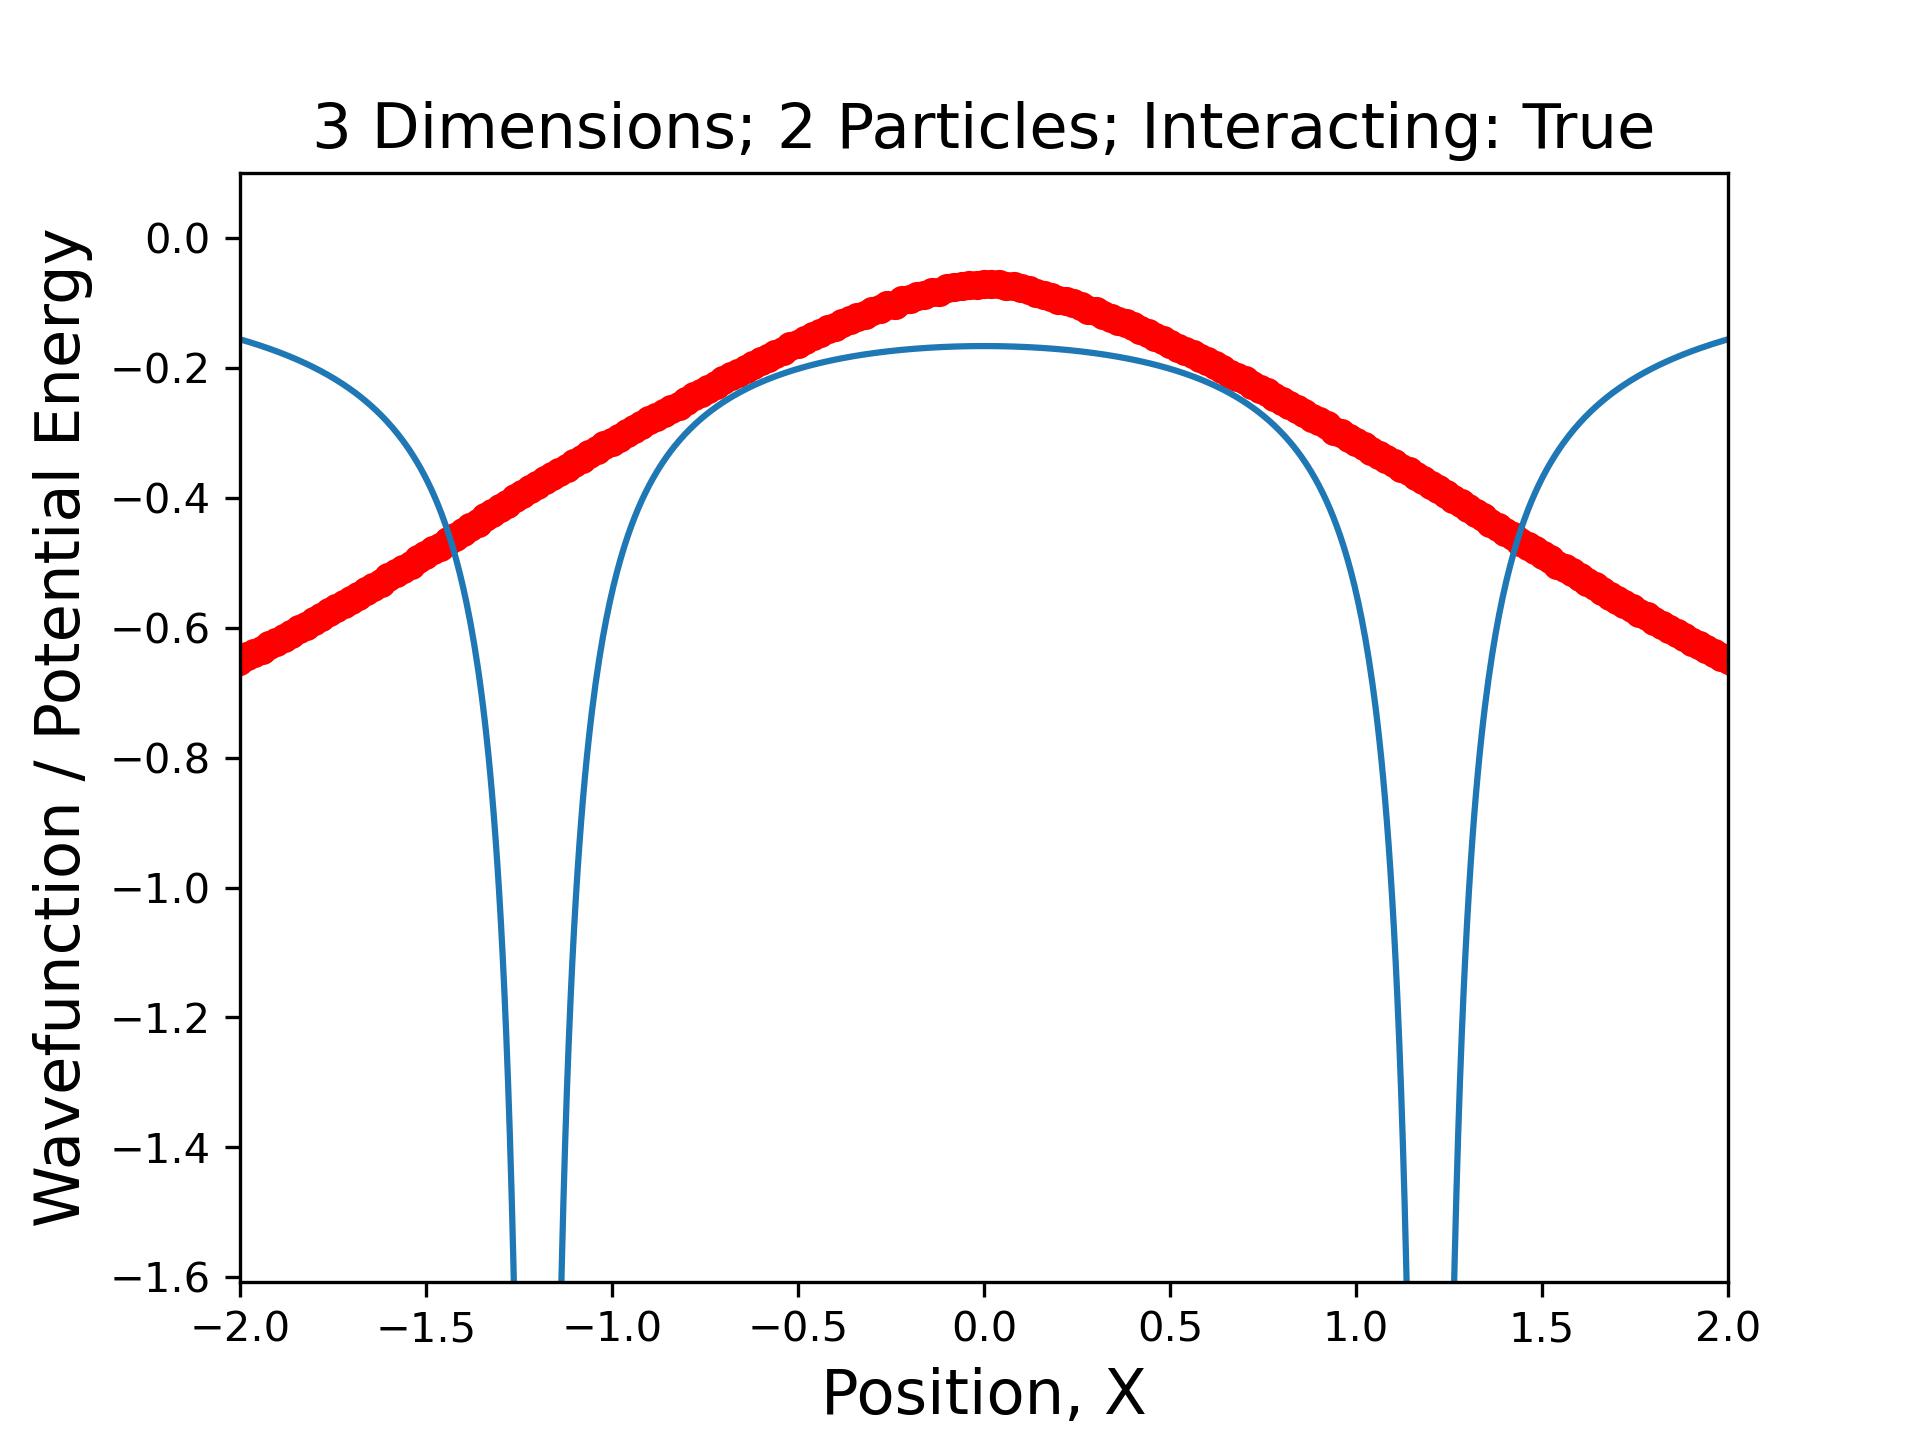 3 Dimensions; 2 Particles; Interacting: True
Wavefunction / Potential Energy
0.0
−0.2
−0.4
−0.6
−0.8
−1.0
−1.2
−1.4
−1.6
−2.0 −1.5 −1.0 −0.5 0.0 0.5 1.0 1.5 2.0
Position, X